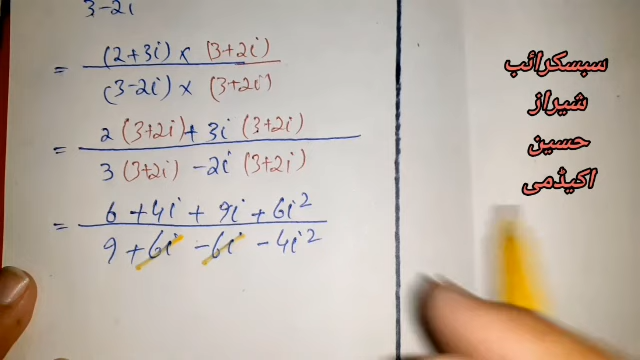 3-2i
= (2+3i) × (3+2i) / (3-2i) × (3+2i)
= 2 (3+2i) + 3i (3+2i) / 3 (3+2i) -2i (3+2i)
= 6 + 4i + 9i + 6i² / 9 + 6i - 6i - 4i²
سبسکرائب
شیراز
حسین
اکیڈمی